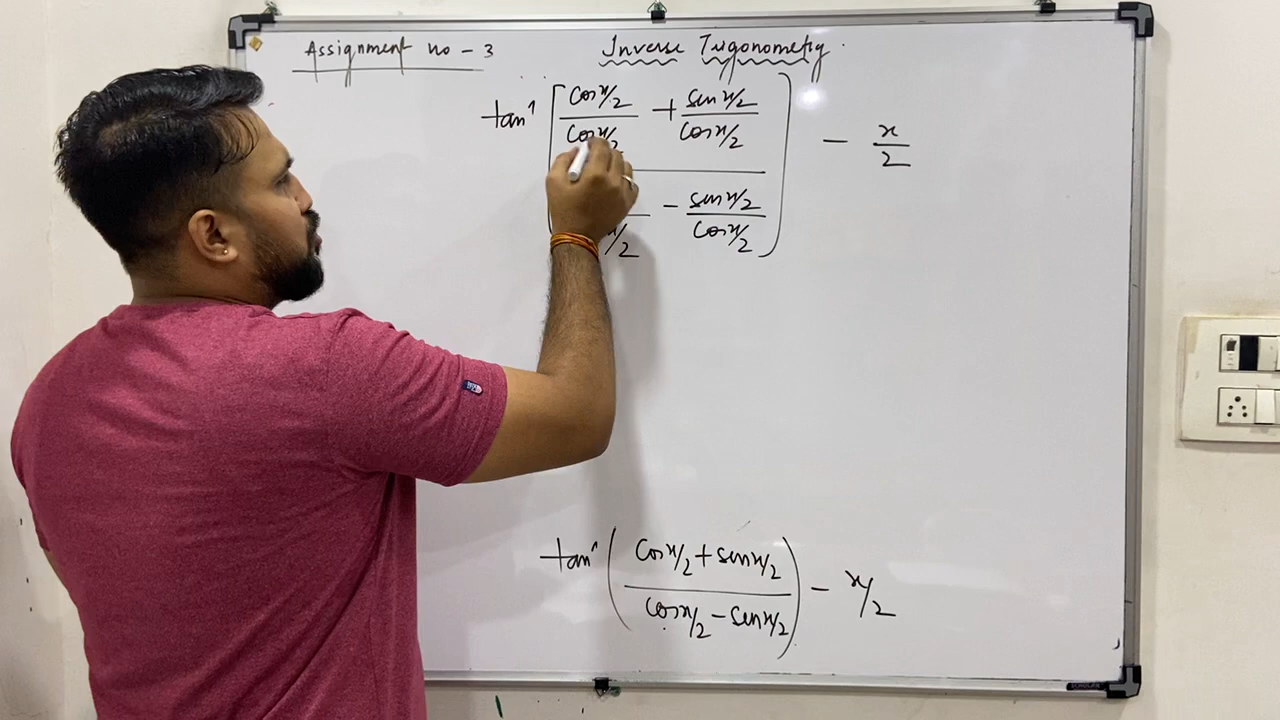 Assignment no - 3
Inverse Trigonometry.
tan⁻¹ [ cos x/2 / cos x/2 + sin x/2 / cos x/2 ] - x/2
x/2 - sin x/2 / cos x/2
tan⁻¹ ( cos x/2 + sin x/2 ) - x/2
cos x/2 - sin x/2